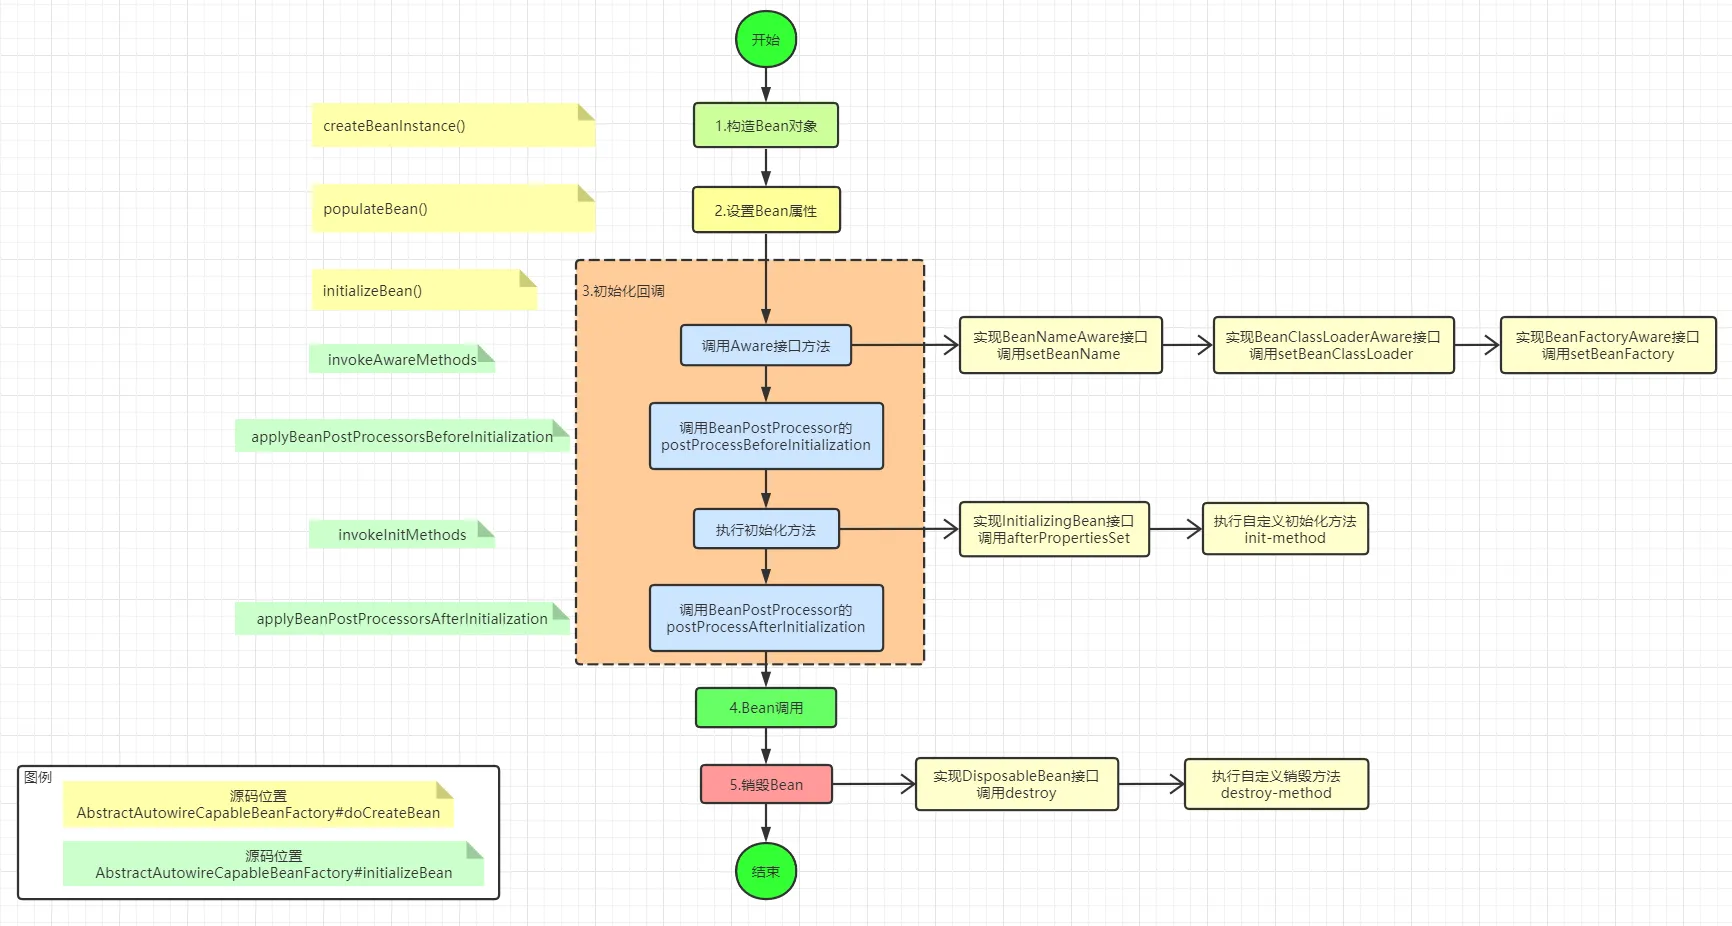 开始
createBeanInstance()
1.构造Bean对象
populateBean()
2.设置Bean属性
initializeBean()
3.初始化回调
invokeAwareMethods
调用Aware接口方法
实现BeanNameAware接口
调用setBeanName
实现BeanClassLoaderAware接口
调用setBeanClassLoader
实现BeanFactoryAware接口
调用setBeanFactory
applyBeanPostProcessorsBeforeInitialization
调用BeanPostProcessor的
postProcessBeforeInitialization
invokeInitMethods
执行初始化方法
实现InitializingBean接口
调用afterPropertiesSet
执行自定义初始化方法
init-method
applyBeanPostProcessorsAfterInitialization
调用BeanPostProcessor的
postProcessAfterInitialization
4.Bean调用
5.销毁Bean
实现DisposableBean接口
调用destroy
执行自定义销毁方法
destroy-method
结束
图例
源码位置
AbstractAutowireCapableBeanFactory#doCreateBean
源码位置
AbstractAutowireCapableBeanFactory#initializeBean